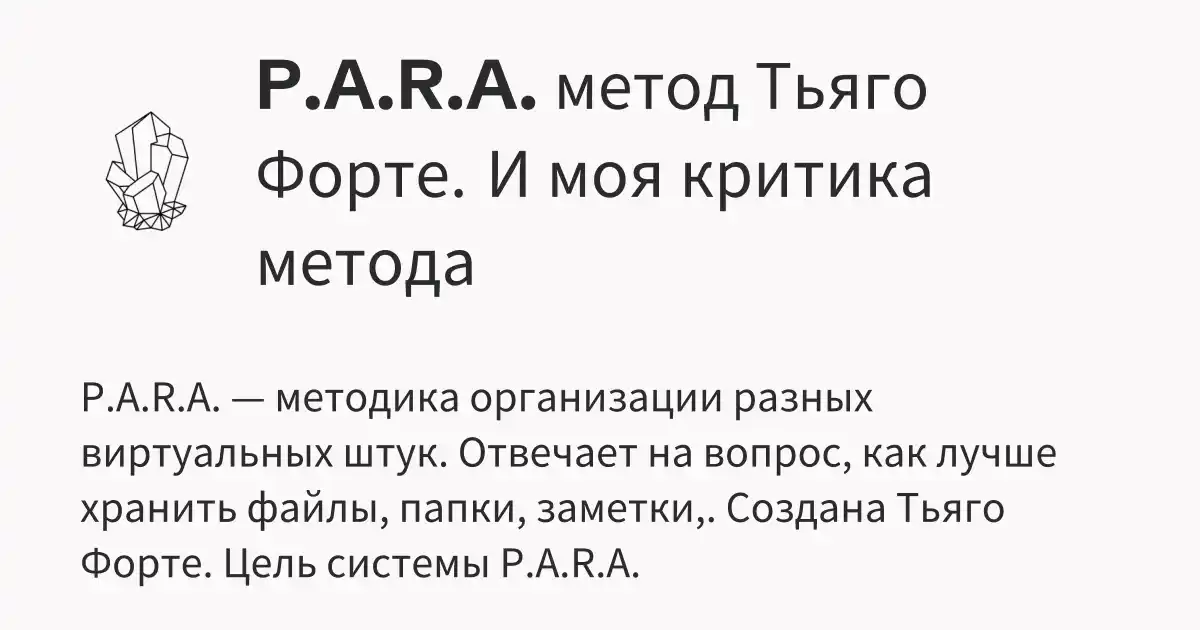 P.A.R.A. метод Тьяго
Форте. И моя критика
метода
P.A.R.A. — методика организации разных
виртуальных штук. Отвечает на вопрос, как лучше
хранить файлы, папки, заметки,. Создана Тьяго
Форте. Цель системы P.A.R.A.